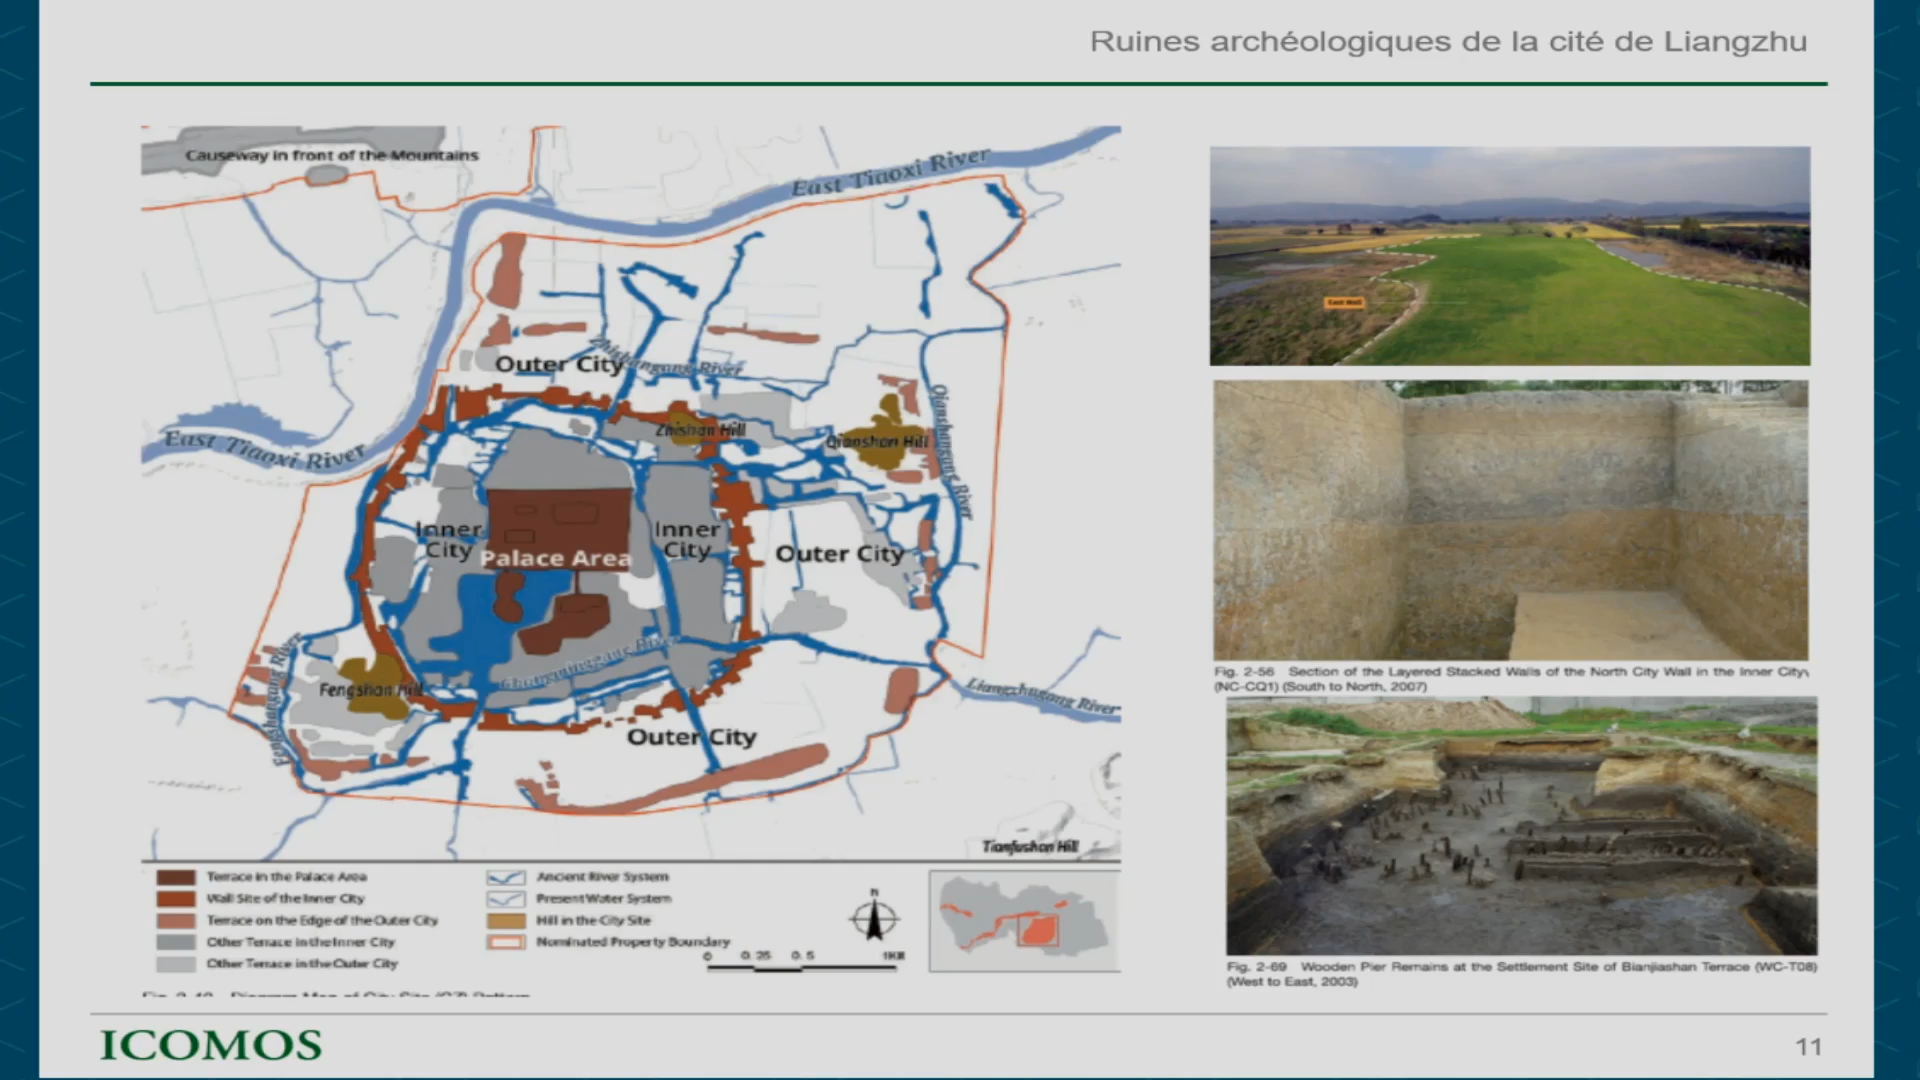 Ruines archéologiques de la cité de Liangzhu
Causeway in front of the Mountains
East Tiaoxi River
Outer City
Zhishangang River
Zhishan Hill
Qianshan Hill
Qianshangang River
East Tiaoxi River
Inner
City
Inner
City
Palace Area
Outer City
Fengshangang River
Fengshan Hill
Changminggang River
Liangzhugang River
Outer City
Tianfushan Hill
Terrace in the Palace Area
Wall Site of the Inner City
Terrace on the Edge of the Outer City
Other Terrace in the Inner City
Other Terrace in the Outer City
Ancient River System
Present Water System
Hill in the City Site
Nominated Property Boundary
N
0 0.25 0.5 1KM
East Wall
Fig. 2-56 Section of the Layered Stacked Walls of the North City Wall in the Inner City,
(NC-CQ1) (South to North, 2007)
Fig. 2-69 Wooden Pier Remains at the Settlement Site of Bianjiashan Terrace (WC-T08)
(West to East, 2003)
ICOMOS
11